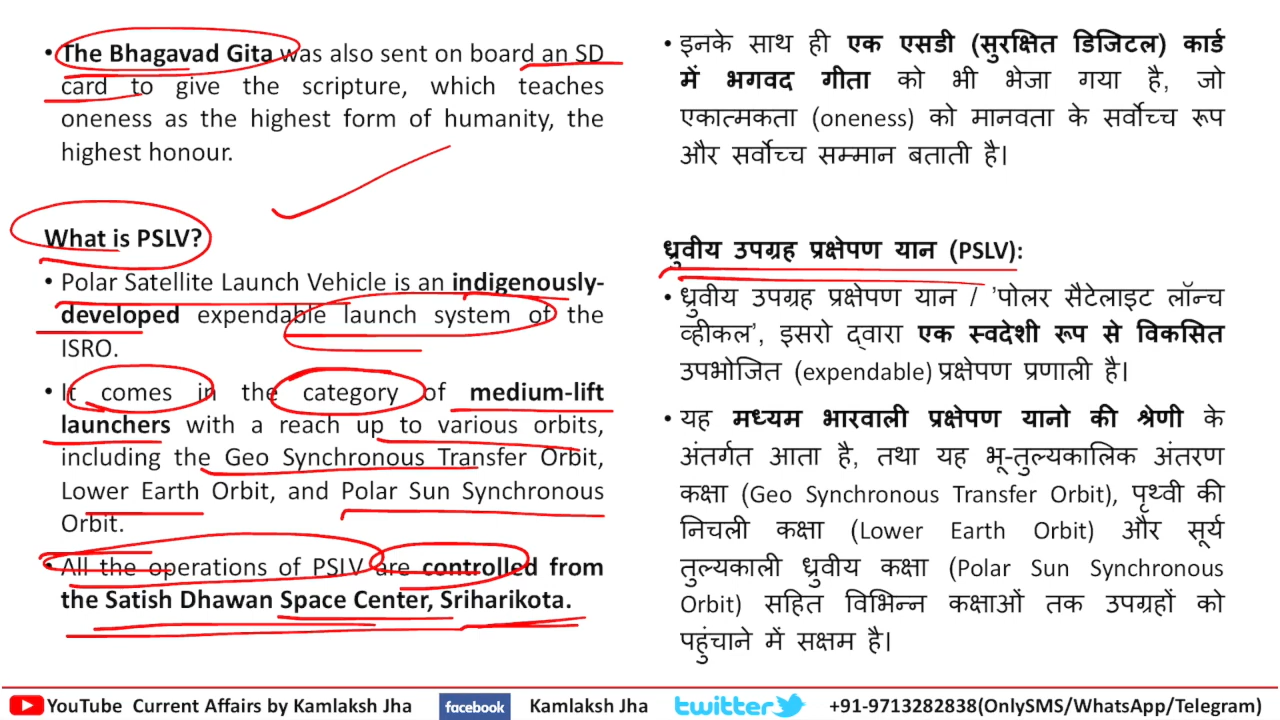 • The Bhagavad Gita was also sent on board an SD
card to give the scripture, which teaches
oneness as the highest form of humanity, the
highest honour.
What is PSLV?
• Polar Satellite Launch Vehicle is an indigenously-
developed expendable launch system of the
ISRO.
• It comes in the category of medium-lift
launchers with a reach up to various orbits,
including the Geo Synchronous Transfer Orbit,
Lower Earth Orbit, and Polar Sun Synchronous
Orbit.
• All the operations of PSLV are controlled from
the Satish Dhawan Space Center, Sriharikota.
• इनके साथ ही एक एसडी (सुरक्षित डिजिटल) कार्ड
में भगवद गीता को भी भेजा गया है, जो
एकात्मकता (oneness) को मानवता के सर्वोच्च रूप
और सर्वोच्च सम्मान बताती है।
ध्रुवीय उपग्रह प्रक्षेपण यान (PSLV):
• ध्रुवीय उपग्रह प्रक्षेपण यान / 'पोलर सैटेलाइट लॉन्च
व्हीकल', इसरो द्वारा एक स्वदेशी रूप से विकसित
उपभोजित (expendable) प्रक्षेपण प्रणाली है।
• यह मध्यम भारवाली प्रक्षेपण यानो की श्रेणी के
अंतर्गत आता है, तथा यह भू-तुल्यकालिक अंतरण
कक्षा (Geo Synchronous Transfer Orbit), पृथ्वी की
निचली कक्षा (Lower Earth Orbit) और सूर्य
तुल्यकाली ध्रुवीय कक्षा (Polar Sun Synchronous
Orbit) सहित विभिन्न कक्षाओं तक उपग्रहों को
पहुंचाने में सक्षम है।
YouTube Current Affairs by Kamlaksh Jha facebook Kamlaksh Jha twitter +91-9713282838(OnlySMS/WhatsApp/Telegram)